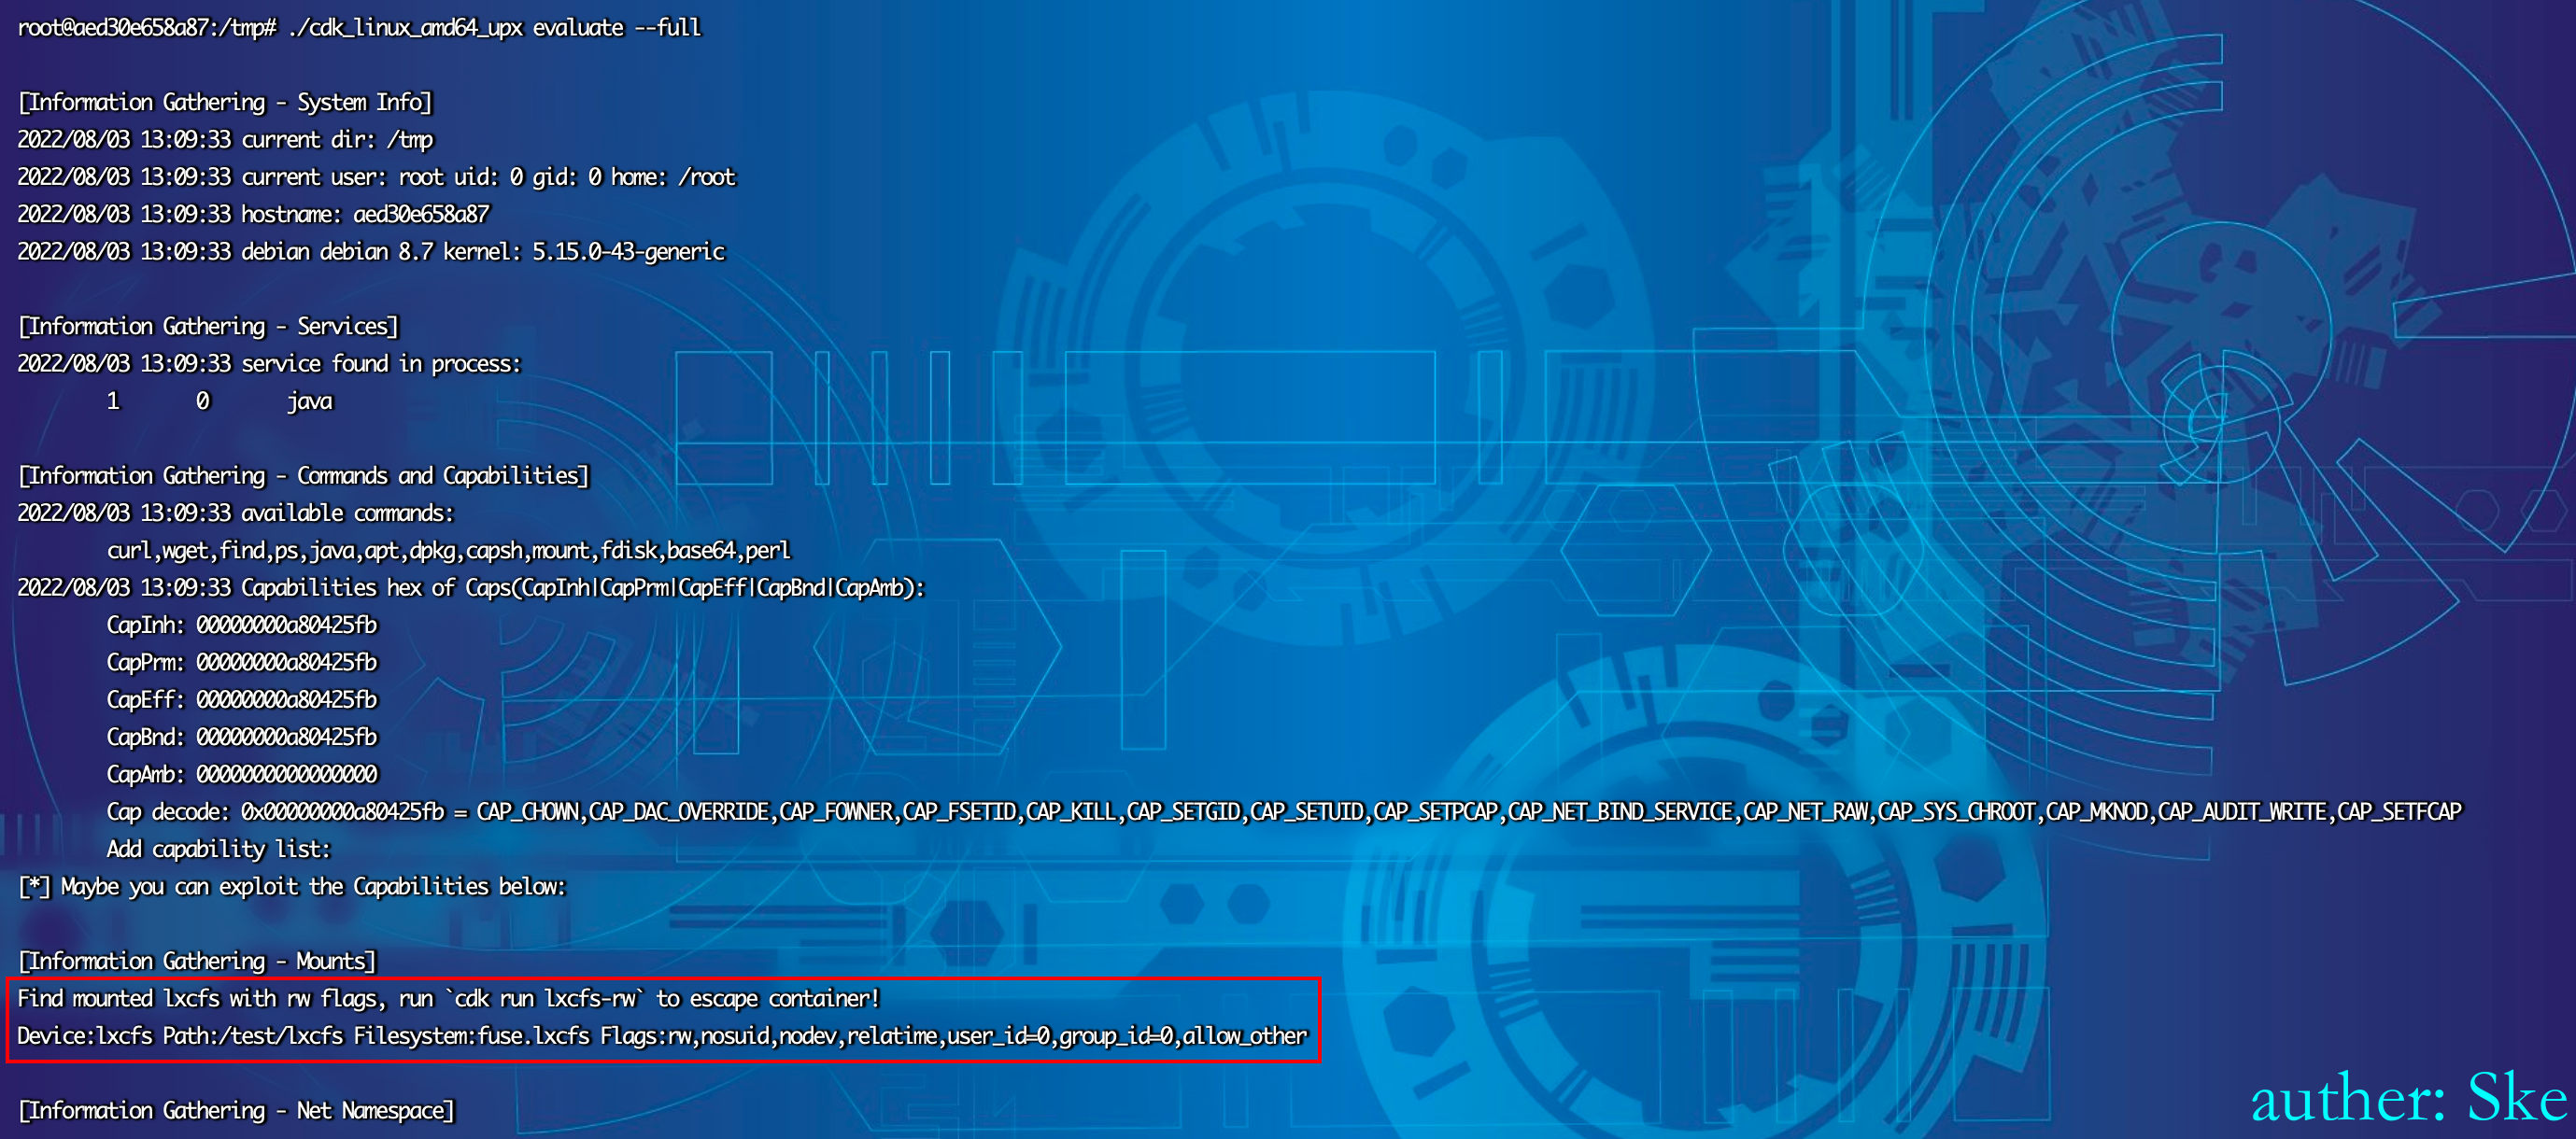 root@aed30e658a87:/tmp# ./cdk_linux_amd64_upx evaluate --full
[Information Gathering - System Info]
2022/08/03 13:09:33 current dir: /tmp
2022/08/03 13:09:33 current user: root uid: 0 gid: 0 home: /root
2022/08/03 13:09:33 hostname: aed30e658a87
2022/08/03 13:09:33 debian debian 8.7 kernel: 5.15.0-43-generic
[Information Gathering - Services]
2022/08/03 13:09:33 service found in process:
1 0 java
[Information Gathering - Commands and Capabilities]
2022/08/03 13:09:33 available commands:
curl,wget,find,ps,java,apt,dpkg,capsh,mount,fdisk,base64,perl
2022/08/03 13:09:33 Capabilities hex of Caps(CapInh|CapPrm|CapEff|CapBnd|CapAmb):
CapInh: 00000000a80425fb
CapPrm: 00000000a80425fb
CapEff: 00000000a80425fb
CapBnd: 00000000a80425fb
CapAmb: 0000000000000000
Cap decode: 0x00000000a80425fb = CAP_CHOWN,CAP_DAC_OVERRIDE,CAP_FOWNER,CAP_FSETID,CAP_KILL,CAP_SETGID,CAP_SETUID,CAP_SETPCAP,CAP_NET_BIND_SERVICE,CAP_NET_RAW,CAP_SYS_CHROOT,CAP_MKNOD,CAP_AUDIT_WRITE,CAP_SETFCAP
Add capability list:
[*] Maybe you can exploit the Capabilities below:
[Information Gathering - Mounts]
Find mounted lxcfs with rw flags, run `cdk run lxcfs-rw` to escape container!
Device:lxcfs Path:/test/lxcfs Filesystem:fuse.lxcfs Flags:rw,nosuid,nodev,relatime,user_id=0,group_id=0,allow_other
[Information Gathering - Net Namespace]
auther: Ske